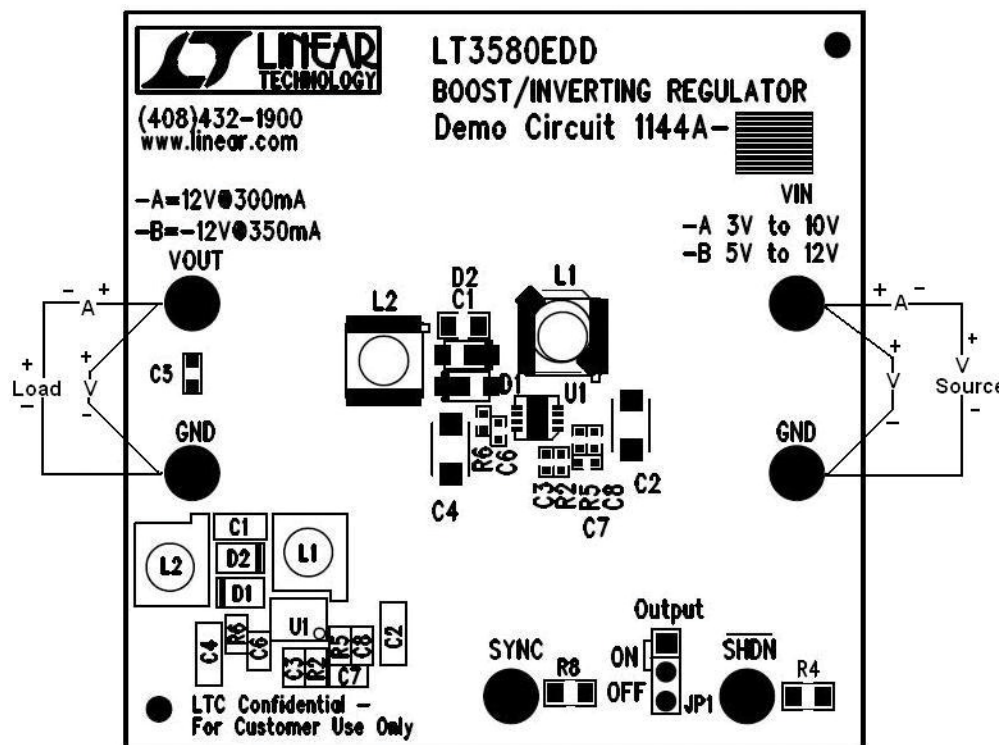 LINEAR
TECHNOLOGY
(408)432-1900
www.linear.com
LT3580EDD
BOOST/INVERTING REGULATOR
Demo Circuit 1144A-
-A=12V@300mA
-B=-12V@350mA
VOUT
VIN
-A 3V to 10V
-B 5V to 12V
- A +
+ A -
L2
D2
C1
L1
+
Load
-
+
V
-
C5
D1
U1
+
V
-
+
V
Source
-
GND
GND
R6
C6
C4
C3
R2
R5
C8
C7
C2
L2
C1
D2
D1
L1
U1
C4
R6
C6
C3
R2
R5
C8
C7
C2
Output
SYNC
ON
OFF
SHDN
R8
JP1
R4
LTC Confidential -
For Customer Use Only